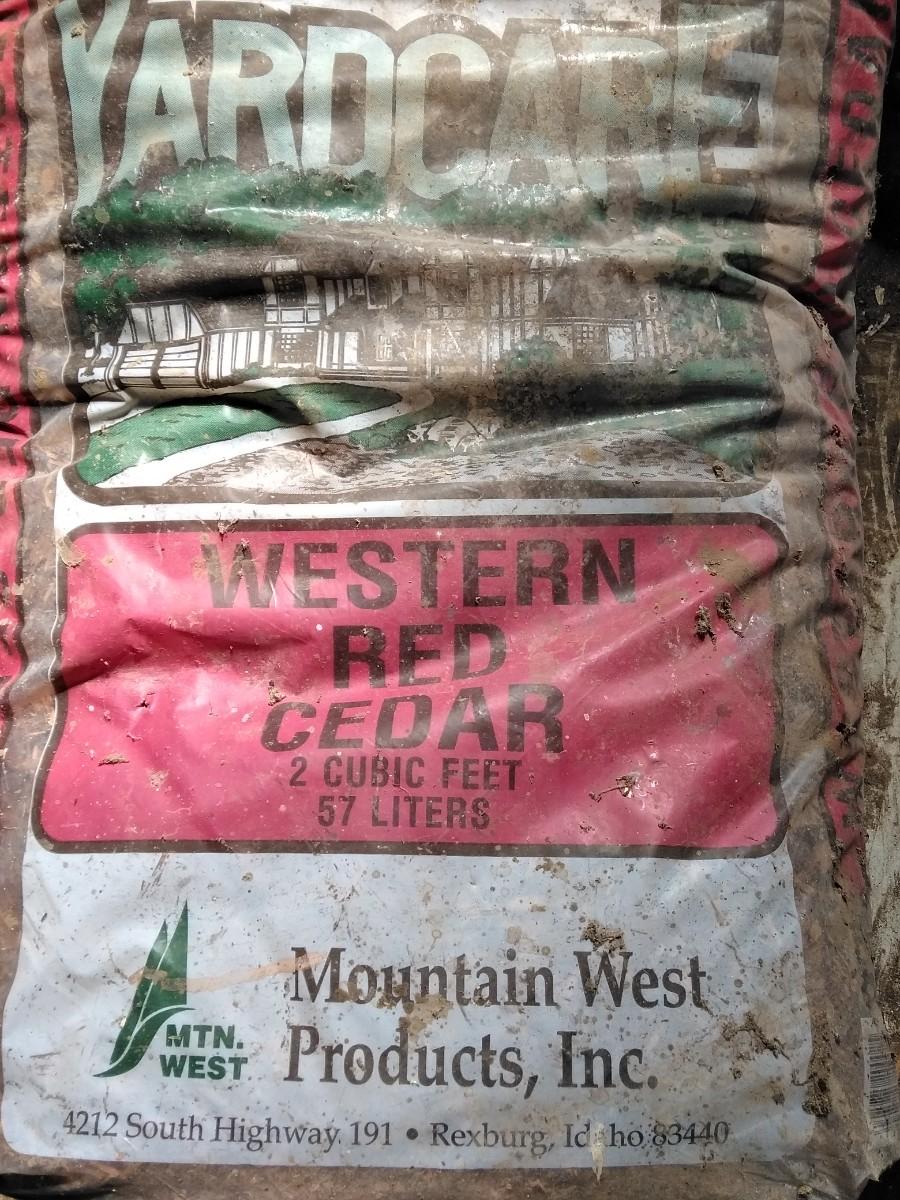 YARDCARE
WESTERN
RED
CEDAR
2 CUBIC FEET
57 LITERS
MTN.
WEST
Mountain West
Products, Inc.
4212 South Highway 191 • Rexburg, Idaho 83440